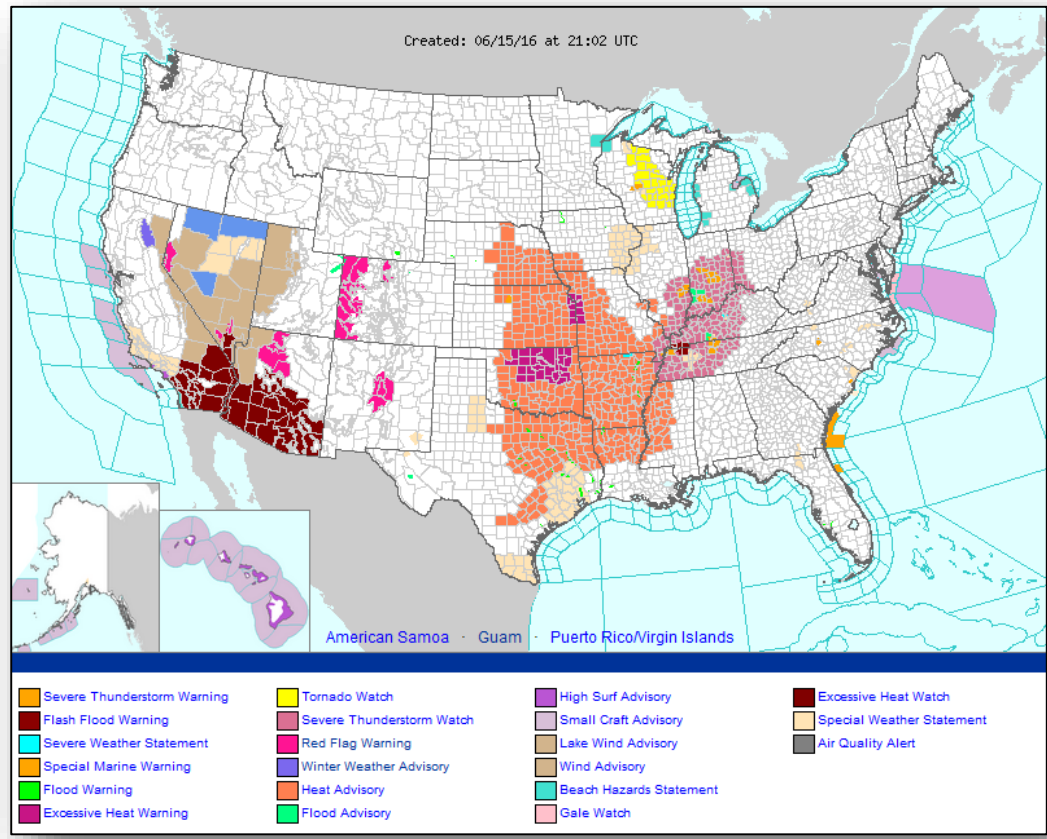 Created: 06/15/16 at 21:02 UTC
American Samoa · Guam · Puerto Rico/Virgin Islands
Severe Thunderstorm Warning
Flash Flood Warning
Severe Weather Statement
Special Marine Warning
Flood Warning
Excessive Heat Warning
Tornado Watch
Severe Thunderstorm Watch
Red Flag Warning
Winter Weather Advisory
Heat Advisory
Flood Advisory
High Surf Advisory
Small Craft Advisory
Lake Wind Advisory
Wind Advisory
Beach Hazards Statement
Gale Watch
Excessive Heat Watch
Special Weather Statement
Air Quality Alert